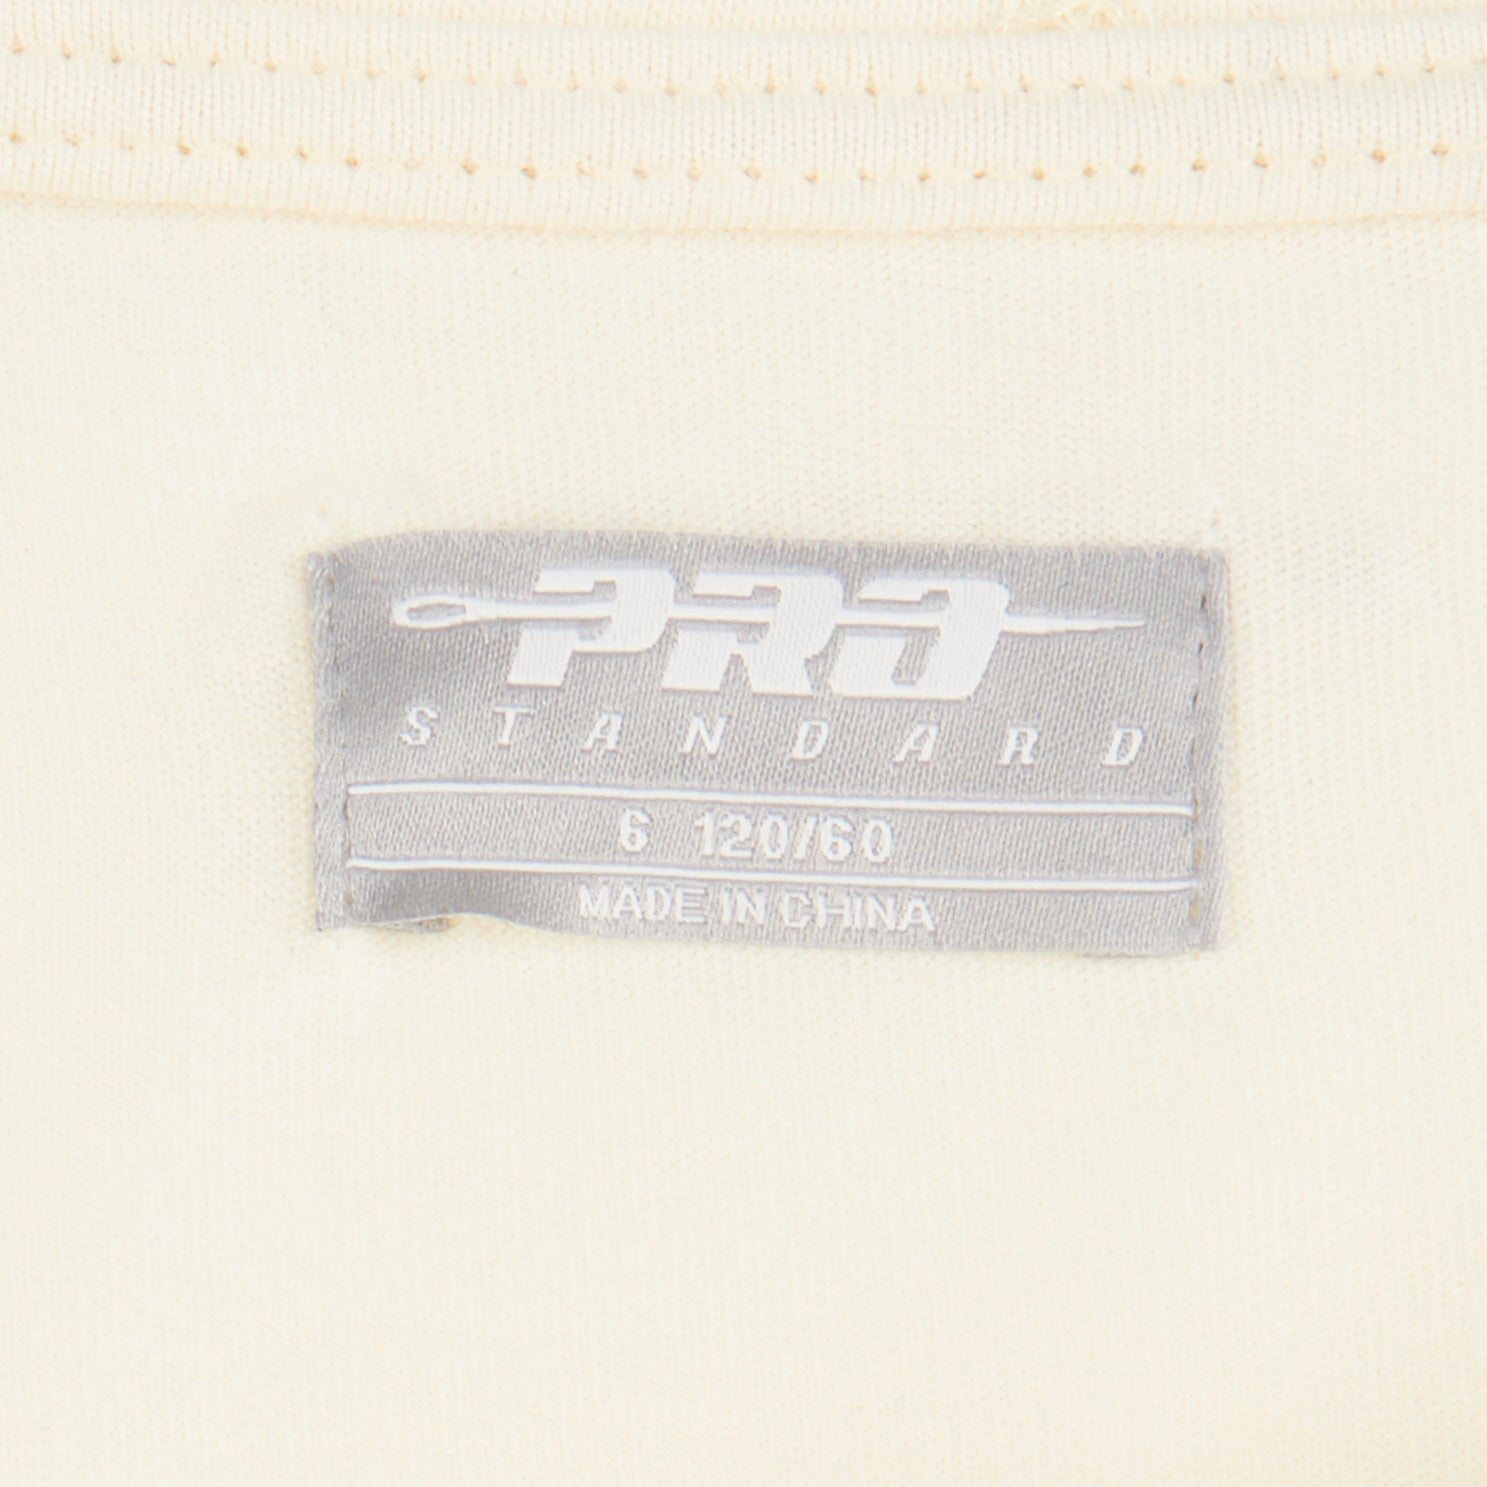 PRO
STANDARD
6 120/60
MADE IN CHINA